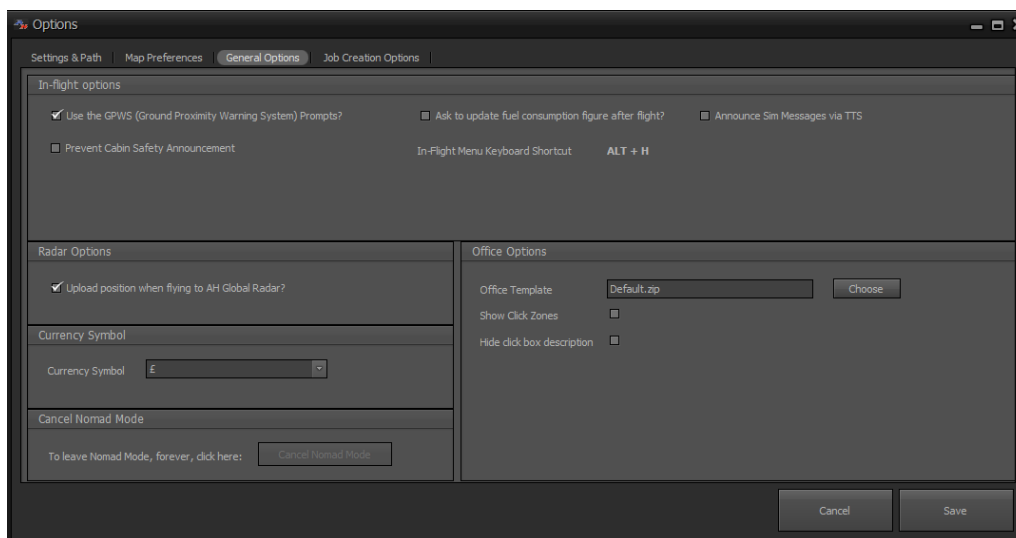 Options
Settings & Path Map Preferences General Options Job Creation Options
In-flight options
Use the GPWS (Ground Proximity Warning System) Prompts? Ask to update fuel consumption figure after flight? Announce Sim Messages via TTS
Prevent Cabin Safety Announcement In-Flight Menu Keyboard Shortcut ALT + H
Radar Options
Upload position when flying to AH Global Radar?
Currency Symbol
Currency Symbol £
Cancel Nomad Mode
To leave Nomad Mode, forever, click here: Cancel Nomad Mode
Office Options
Office Template Default.zip Choose
Show Click Zones
Hide click box description
Cancel Save